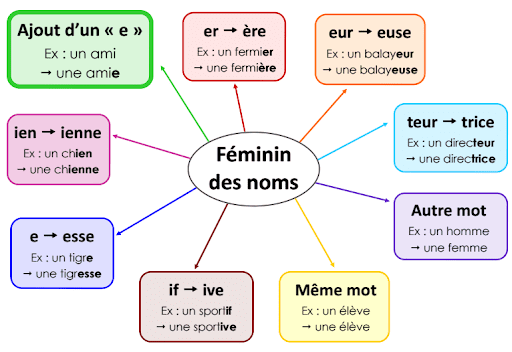 Ajout d'un « e »
Ex : un ami
→ une amie
er → ère
Ex : un fermier
→ une fermière
eur → euse
Ex : un balayeur
→ une balayeuse
ien → ienne
Ex : un chien
→ une chienne
Féminin
des noms
teur → trice
Ex : un directeur
→ une directrice
e → esse
Ex : un tigre
→ une tigresse
Autre mot
Ex : un homme
→ une femme
if → ive
Ex : un sportif
→ une sportive
Même mot
Ex : un élève
→ une élève